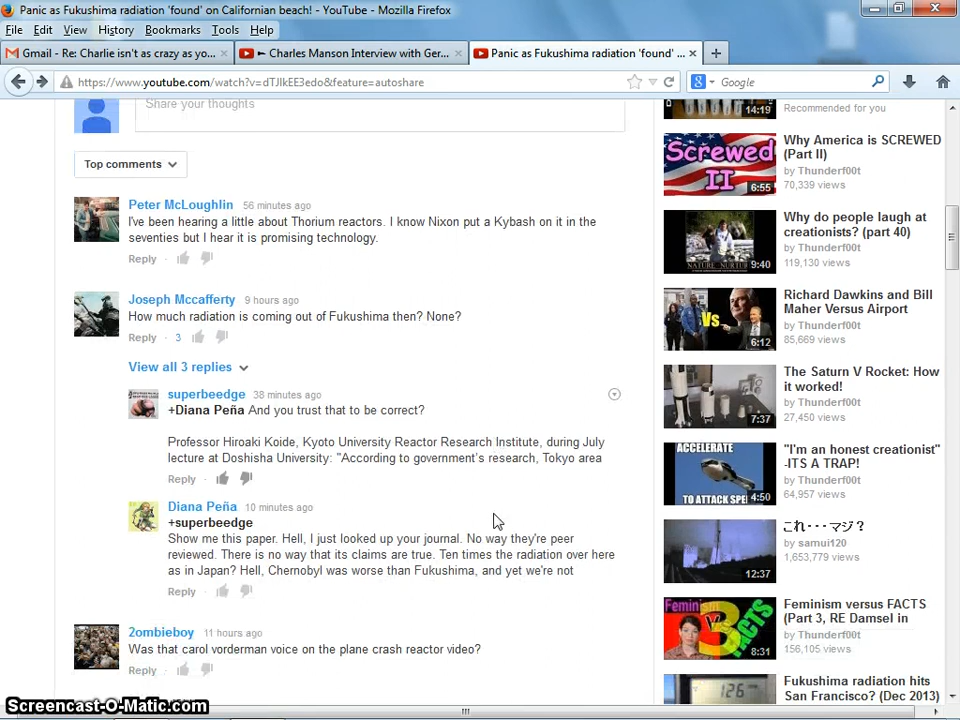 Panic as Fukushima radiation 'found' on Californian beach! - YouTube - Mozilla Firefox
File Edit View History Bookmarks Tools Help
Gmail - Re: Charlie isn't as crazy as yo... × Charles Manson Interview with Ger... × Panic as Fukushima radiation 'found' ... × +
https://www.youtube.com/watch?v=dTJIkEE3edo&feature=autoshare
Google
Share your thoughts
Top comments
Peter McLoughlin 56 minutes ago
I've been hearing a little about Thorium reactors. I know Nixon put a Kybash on it in the
seventies but I hear it is promising technology.
Reply
Joseph Mccafferty 9 hours ago
How much radiation is coming out of Fukushima then? None?
Reply · 3
View all 3 replies
superbeedge 38 minutes ago
+Diana Peña And you trust that to be correct?
Professor Hiroaki Koide, Kyoto University Reactor Research Institute, during July
lecture at Doshisha University: "According to government's research, Tokyo area
Reply
Diana Peña 10 minutes ago
+superbeedge
Show me this paper. Hell, I just looked up your journal. No way they're peer
reviewed. There is no way that its claims are true. Ten times the radiation over here
as in Japan? Hell, Chernobyl was worse than Fukushima, and yet we're not
Reply
2ombieboy 11 hours ago
Was that carol vorderman voice on the plane crash reactor video?
Reply
14:19
Recommended for you
Screwed
II
6:55
Why America is SCREWED
(Part II)
by Thunderf00t
70,339 views
NATURE NURTURE
9:40
Why do people laugh at
creationists? (part 40)
by Thunderf00t
119,130 views
Vs
6:12
Richard Dawkins and Bill
Maher Versus Airport
by Thunderf00t
85,669 views
7:37
The Saturn V Rocket: How
it worked!
by Thunderf00t
27,450 views
ACCELERATE
TO ATTACK SPE
4:50
"I'm an honest creationist"
-ITS A TRAP!
by Thunderf00t
64,957 views
12:37
これ・・・マジ？
by samui120
1,653,779 views
Feminism
3
FACTS
8:31
Feminism versus FACTS
(Part 3, RE Damsel in
by Thunderf00t
156,105 views
126
Fukushima radiation hits
San Francisco? (Dec 2013)
Screencast-O-Matic.com